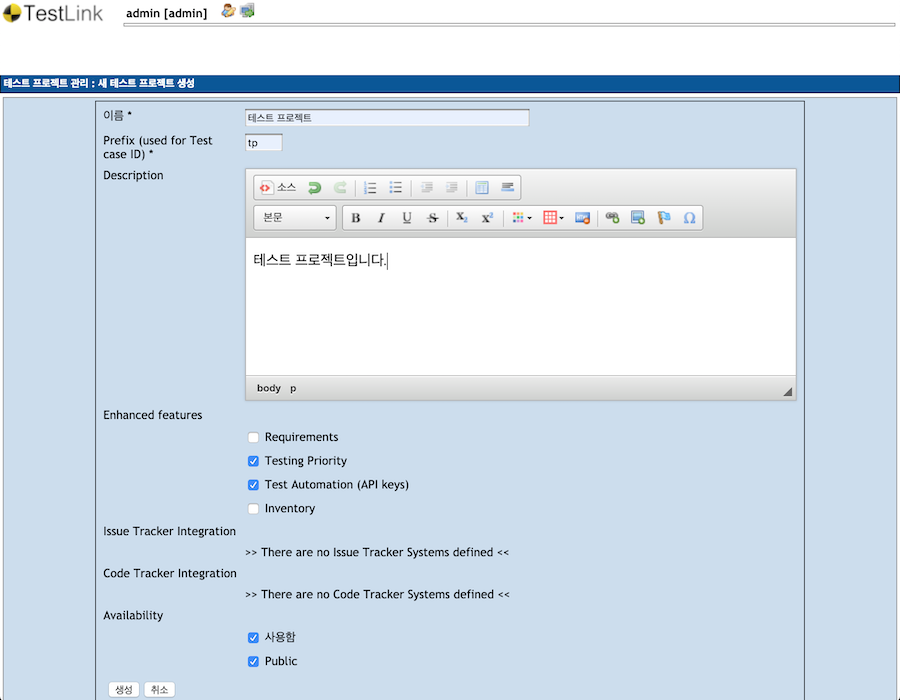 TestLink admin [admin]
테스트 프로젝트 관리 : 새 테스트 프로젝트 생성
이름 * 테스트 프로젝트
Prefix (used for Test
case ID) * tp
Description
소스
본문 B I U S X₂ X² Ω
테스트 프로젝트입니다.
body p
Enhanced features
Requirements
Testing Priority
Test Automation (API keys)
Inventory
Issue Tracker Integration
>> There are no Issue Tracker Systems defined <<
Code Tracker Integration
>> There are no Code Tracker Systems defined <<
Availability
사용함
Public
생성 취소